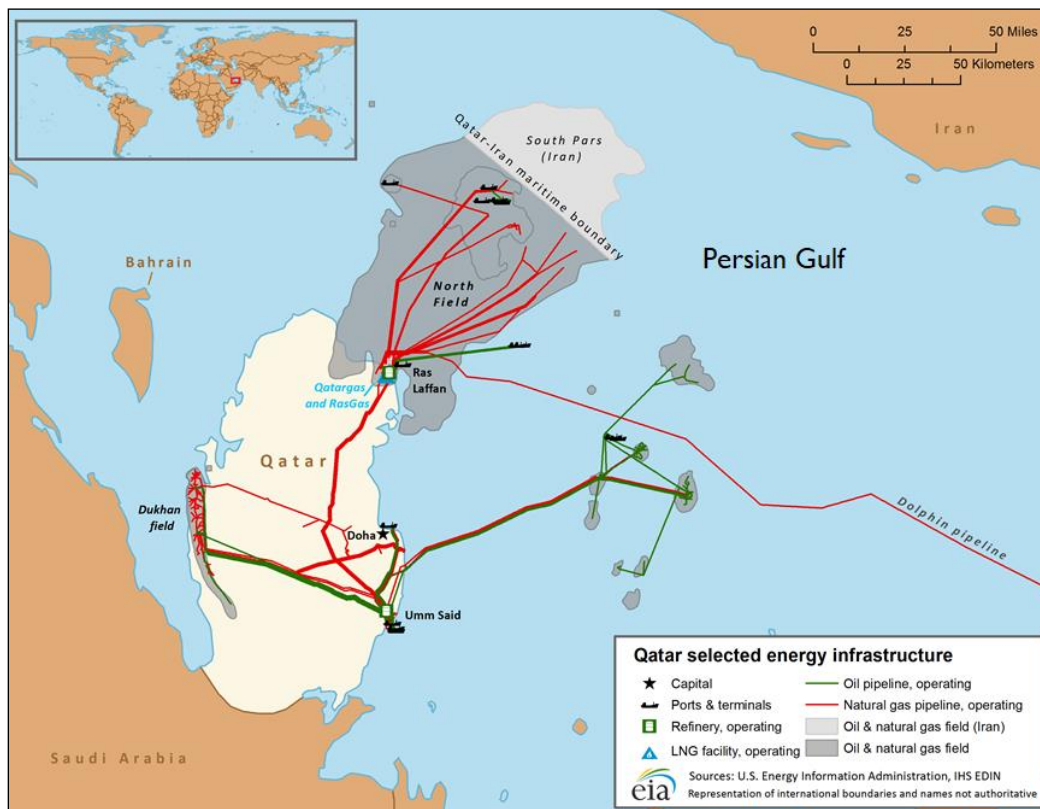 0 25 50 Miles
0 25 50 Kilometers
Iran
South Pars
(Iran)
Qatar-Iran maritime boundary
Persian Gulf
Bahrain
North
Field
Ras
Laffan
Qatargas
and RasGas
Qatar
Dukhan
field
Doha
Dolphin pipeline
Umm Said
Saudi Arabia
Qatar selected energy infrastructure
Capital
Ports & terminals
Refinery, operating
LNG facility, operating
Oil pipeline, operating
Natural gas pipeline, operating
Oil & natural gas field (Iran)
Oil & natural gas field
eia
Sources: U.S. Energy Information Administration, IHS EDIN
Representation of international boundaries and names not authoritative